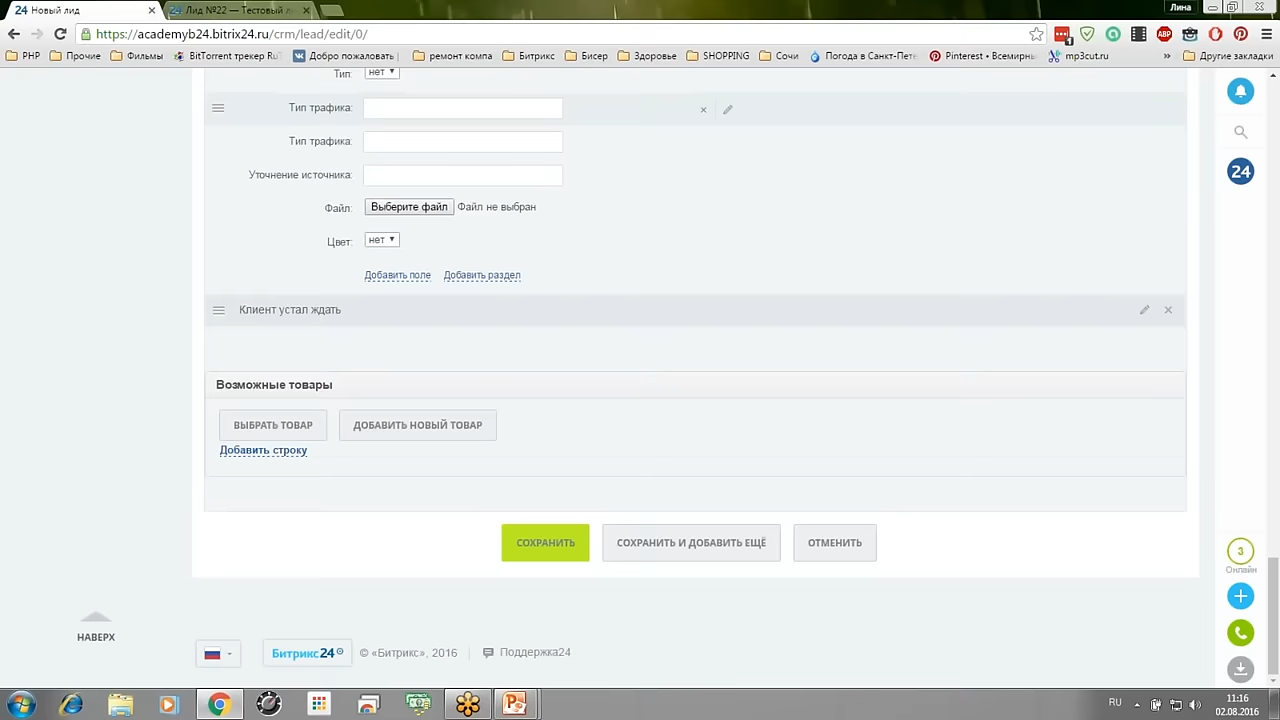 24 Новый лид
24 Лид №22 — Тестовый л
Лина
https://academyb24.bitrix24.ru/crm/lead/edit/0/
1
ABP
PHP
Прочие
Фильмы
BitTorrent трекер RuT
Добро пожаловать
ремонт компа
Битрикс
Бисер
Здоровье
SHOPPING
Сочи
Погода в Санкт-Пете
Pinterest • Всемирны
mp3cut.ru
»
Другие закладки
Тип: нет
Тип трафика:
Тип трафика:
Уточнение источника:
Файл: Выберите файл Файл не выбран
Цвет: нет
Добавить поле Добавить раздел
Клиент устал ждать
Возможные товары
ВЫБРАТЬ ТОВАР ДОБАВИТЬ НОВЫЙ ТОВАР
Добавить строку
СОХРАНИТЬ СОХРАНИТЬ И ДОБАВИТЬ ЕЩЁ ОТМЕНИТЬ
24
3
Онлайн
НАВЕРХ
Битрикс24 © «Битрикс», 2016 Поддержка24
RU
11:16
02.08.2016